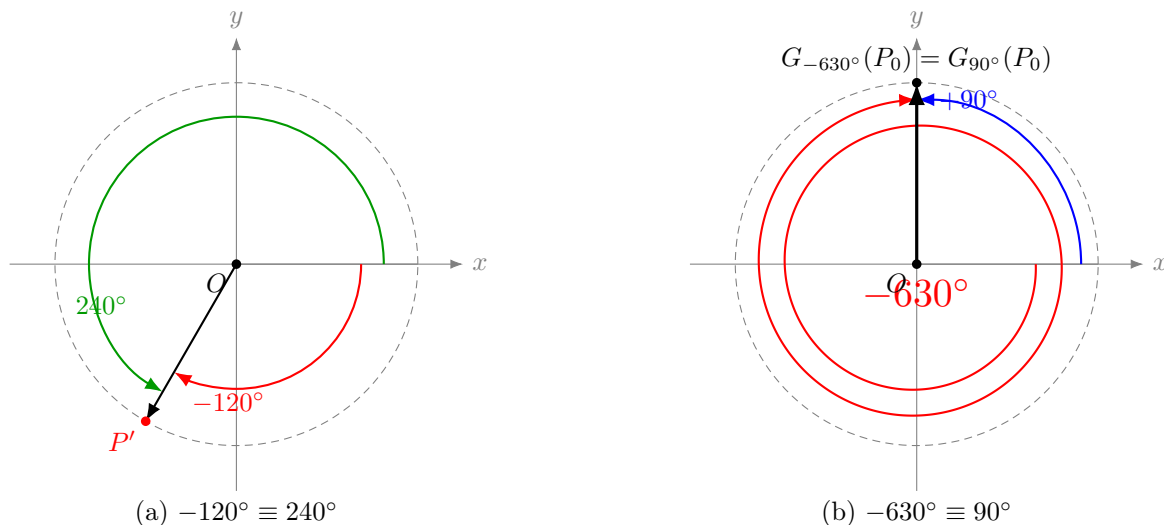 y
x
O
240°
−120°
P′
(a) −120° ≡ 240°
y
G₋₆₃₀°(P₀) = G₉₀°(P₀)
+90°
x
O
−630°
(b) −630° ≡ 90°